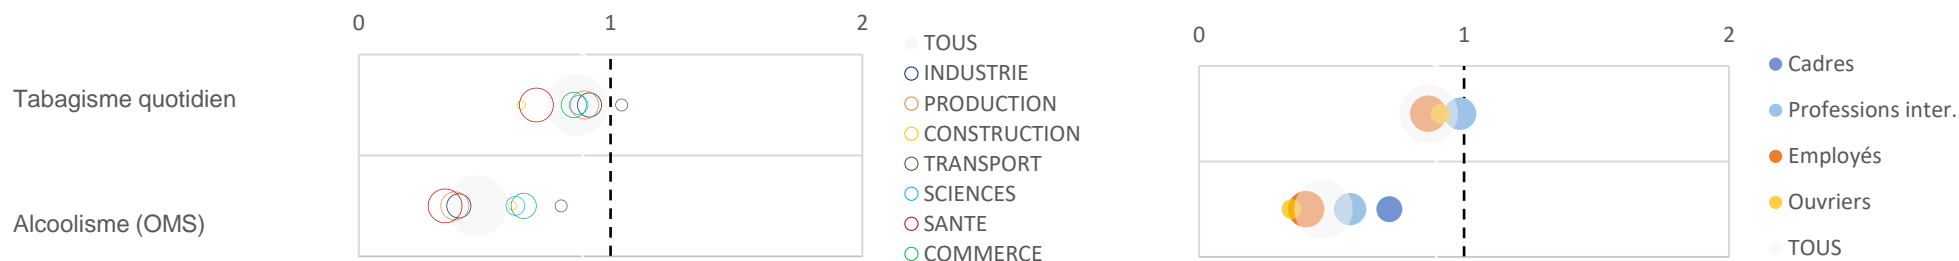 0 1 2
TOUS
INDUSTRIE
PRODUCTION
CONSTRUCTION
TRANSPORT
SCIENCES
SANTE
COMMERCE
Tabagisme quotidien
Alcoolisme (OMS)
0 1 2
Cadres
Professions inter.
Employés
Ouvriers
TOUS